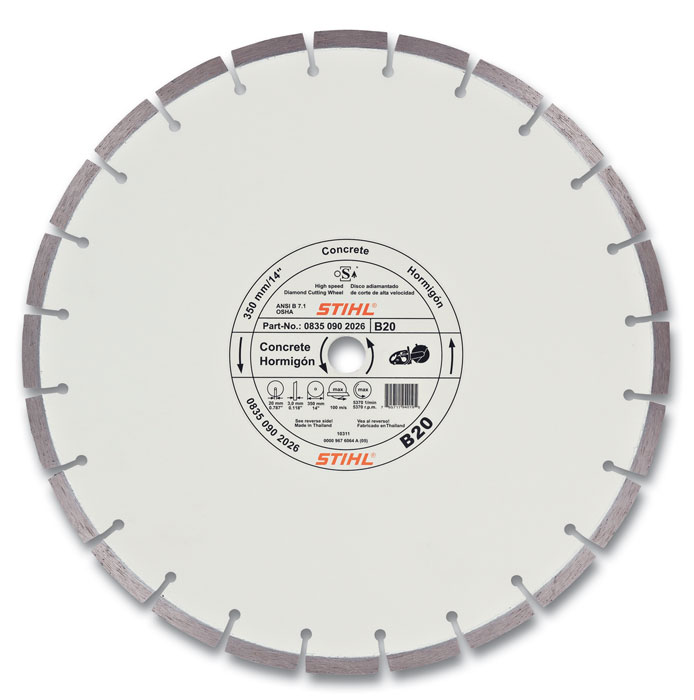 Concrete
350 mm/14"
Hormigón
S
High speed
Diamond Cutting Wheel
Disco adiamantado
de corte de alta velocidad
ANSI B 7.1
OSHA
STIHL®
Part-No.: 0835 090 2026
B20
Concrete
Hormigón
max
max
20 mm
0.787"
3,0 mm
0.118"
350 mm
14"
100 m/s
5370 1/min
5370 r.p.m.
See reverse side!
Made in Thailand
Vea al reverso!
Fabricado en Thailand
10311
0000 967 6064 A (05)
0835 090 2026
STIHL®
B20